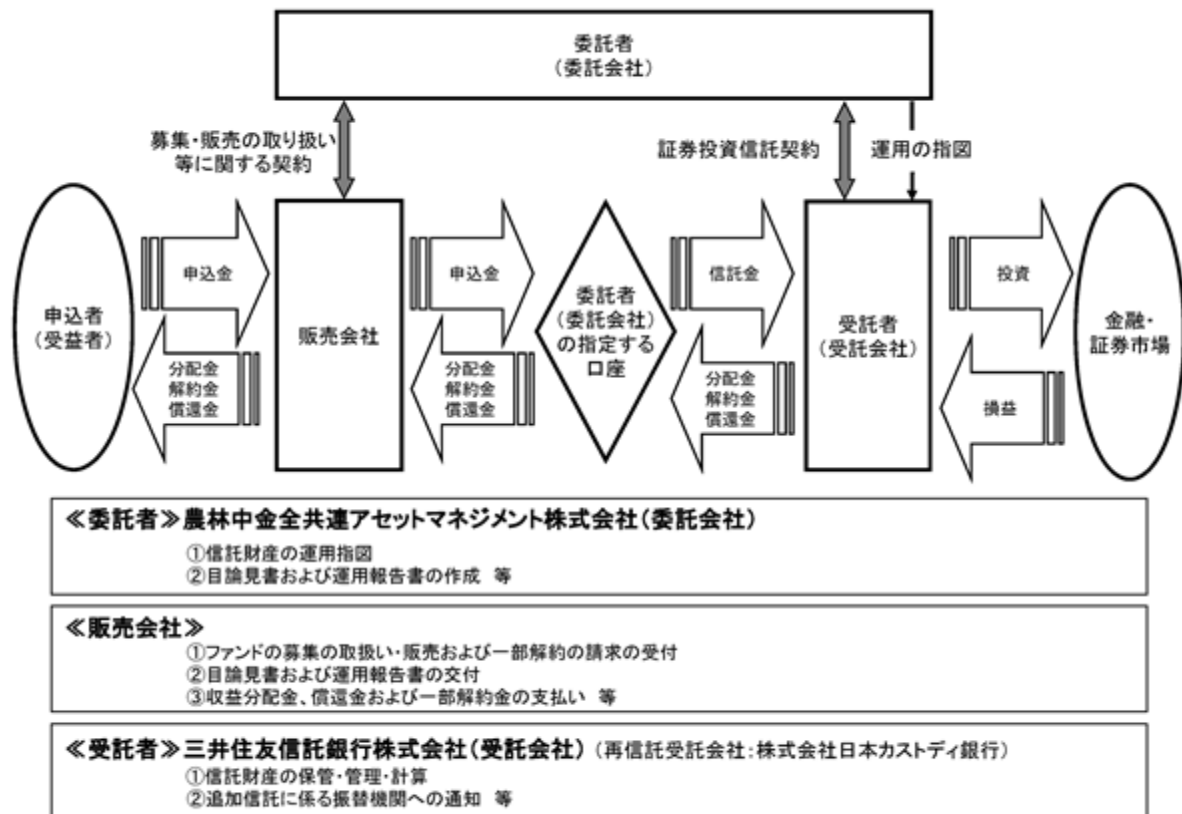 委託者
(委託会社)
募集・販売の取り扱い
等に関する契約
証券投資信託契約
運用の指図
申込者
(受益者)
申込金
分配金
解約金
償還金
販売会社
申込金
分配金
解約金
償還金
委託者
(委託会社)
の指定する
口座
信託金
分配金
解約金
償還金
受託者
(受託会社)
投資
損益
金融・
証券市場
≪委託者≫農林中金全共連アセットマネジメント株式会社(委託会社)
①信託財産の運用指図
②目論見書および運用報告書の作成 等
≪販売会社≫
①ファンドの募集の取扱い・販売および一部解約の請求の受付
②目論見書および運用報告書の交付
③収益分配金、償還金および一部解約金の支払い 等
≪受託者≫三井住友信託銀行株式会社(受託会社) (再信託受託会社:株式会社日本カストディ銀行)
①信託財産の保管・管理・計算
②追加信託に係る振替機関への通知 等